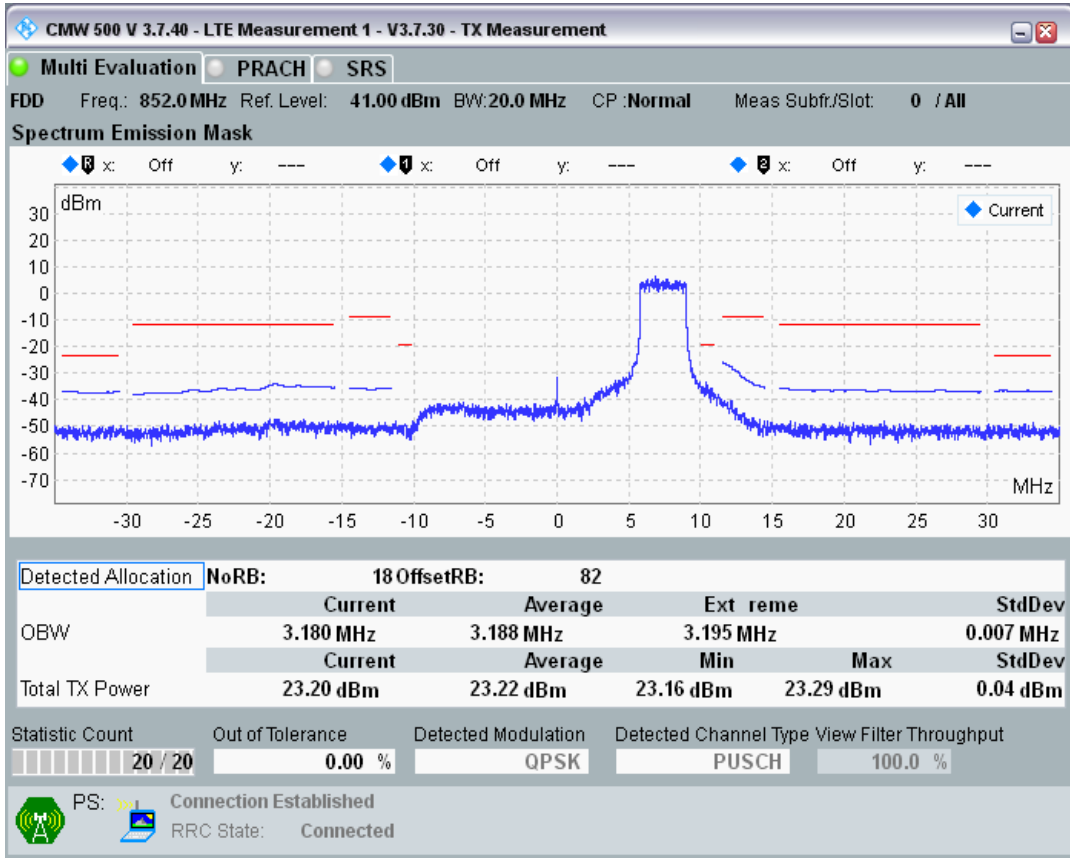 CMW 500 V 3.7.40 - LTE Measurement 1 - V3.7.30 - TX Measurement
Multi Evaluation PRACH SRS
FDD Freq.: 852.0 MHz Ref. Level: 41.00 dBm BW: 20.0 MHz CP : Normal Meas Subfr./Slot: 0 / All
Spectrum Emission Mask
R x: Off y: --- 1 x: Off y: --- 2 x: Off y: ---
dBm
Current
30
20
10
0
-10
-20
-30
-40
-50
-60
-70
MHz
-30 -25 -20 -15 -10 -5 0 5 10 15 20 25 30
Detected Allocation NoRB: 18 OffsetRB: 82
Current Average Ext reme StdDev
OBW 3.180 MHz 3.188 MHz 3.195 MHz 0.007 MHz
Current Average Min Max StdDev
Total TX Power 23.20 dBm 23.22 dBm 23.16 dBm 23.29 dBm 0.04 dBm
Statistic Count Out of Tolerance Detected Modulation Detected Channel Type View Filter Throughput
20 / 20 0.00 % QPSK PUSCH 100.0 %
PS: Connection Established
RRC State: Connected